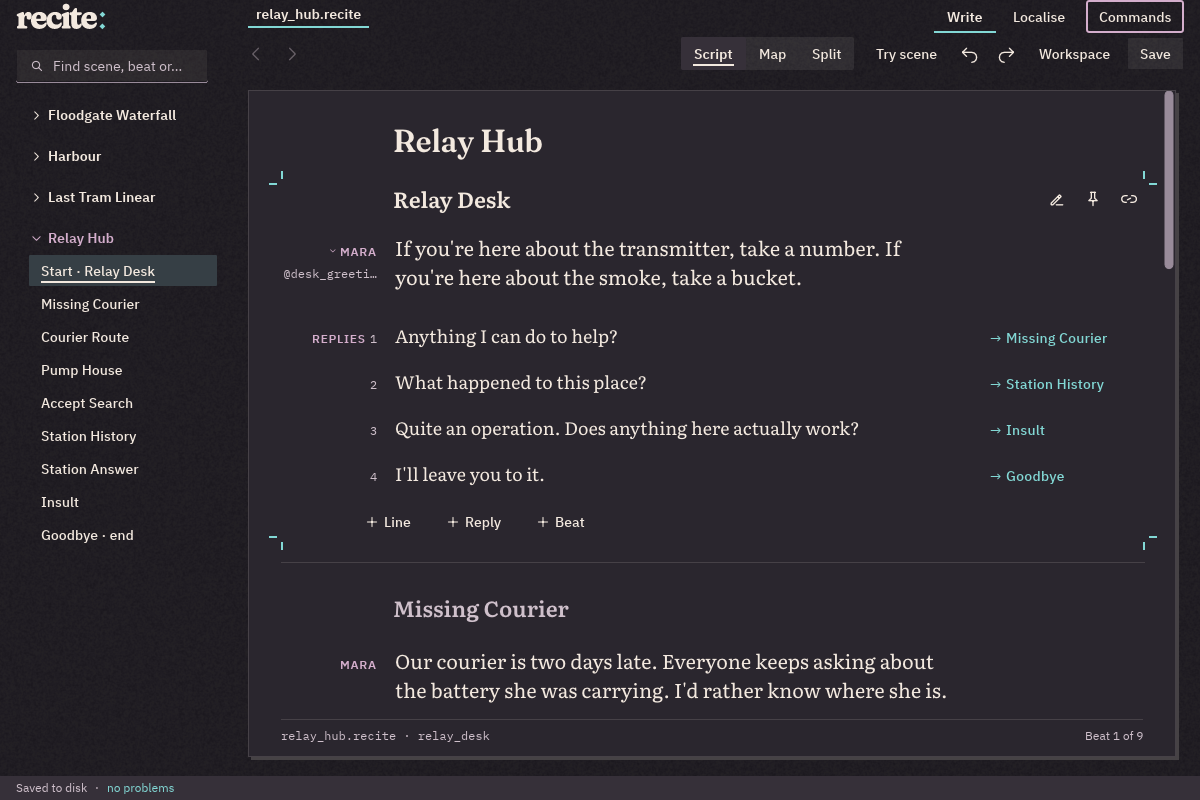 recite:
relay_hub.recite
Write
Localise
Commands
Find scene, beat or...
Script
Map
Split
Try scene
Workspace
Save
Floodgate Waterfall
Harbour
Last Tram Linear
Relay Hub
Start · Relay Desk
Missing Courier
Courier Route
Pump House
Accept Search
Station History
Station Answer
Insult
Goodbye · end
Relay Hub
Relay Desk
MARA
@desk_greeti…
If you're here about the transmitter, take a number. If
you're here about the smoke, take a bucket.
REPLIES 1 Anything I can do to help? → Missing Courier
2 What happened to this place? → Station History
3 Quite an operation. Does anything here actually work? → Insult
4 I'll leave you to it. → Goodbye
+ Line + Reply + Beat
Missing Courier
MARA
Our courier is two days late. Everyone keeps asking about
the battery she was carrying. I'd rather know where she is.
relay_hub.recite · relay_desk
Beat 1 of 9
Saved to disk · no problems